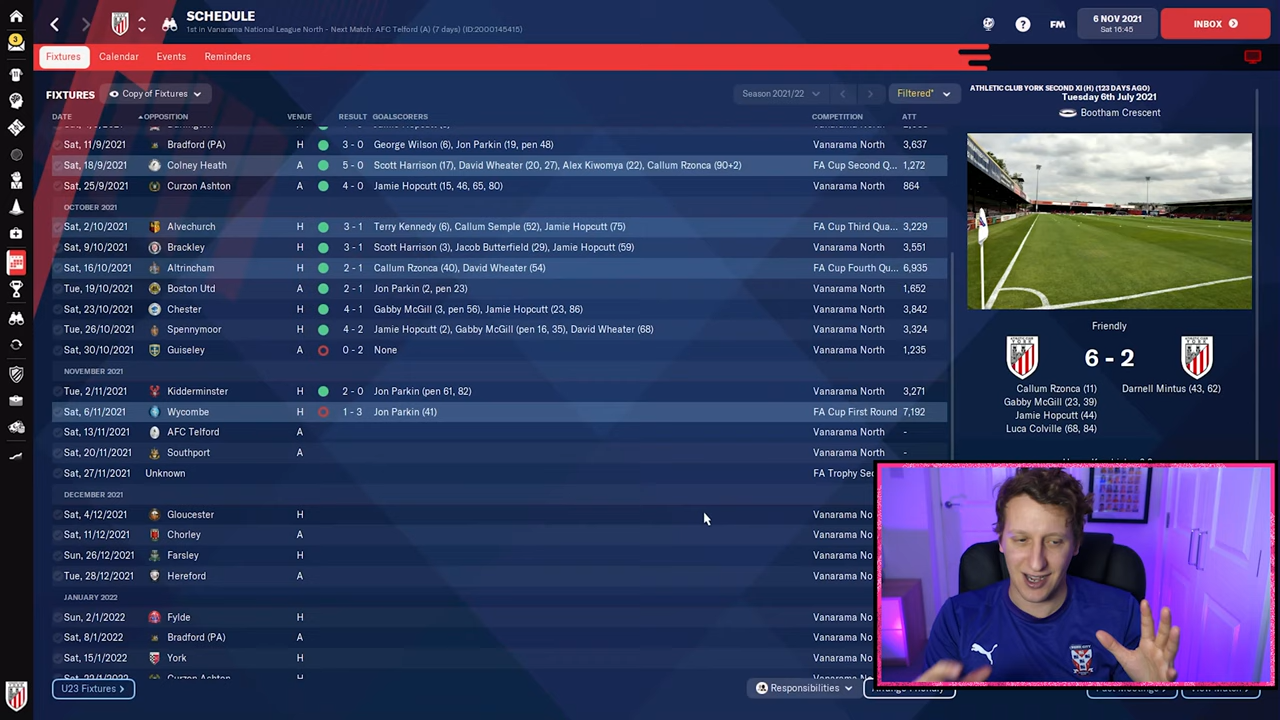 SCHEDULE
1st in Vanarama National League North - Next Match: AFC Telford (A) (7 days) (ID:2000145415)
FM
6 NOV 2021
Sat 16:45
INBOX
3
Fixtures Calendar Events Reminders
FIXTURES Copy of Fixtures Season 2021/22 Filtered*
DATE OPPOSITION VENUE RESULT GOALSCORERS COMPETITION ATT
Sat, 11/9/2021 Bradford (PA) H 3 - 0 George Wilson (6), Jon Parkin (19, pen 48) Vanarama North 3,637
Sat, 18/9/2021 Colney Heath A 5 - 0 Scott Harrison (17), David Wheater (20, 27), Alex Kiwomya (22), Callum Rzonca (90+2) FA Cup Second Q... 1,272
Sat, 25/9/2021 Curzon Ashton A 4 - 0 Jamie Hopcutt (15, 46, 65, 80) Vanarama North 864
OCTOBER 2021
Sat, 2/10/2021 Alvechurch H 3 - 1 Terry Kennedy (6), Callum Semple (52), Jamie Hopcutt (75) FA Cup Third Qua... 3,229
Sat, 9/10/2021 Brackley H 3 - 1 Scott Harrison (3), Jacob Butterfield (29), Jamie Hopcutt (59) Vanarama North 3,551
Sat, 16/10/2021 Altrincham H 2 - 1 Callum Rzonca (40), David Wheater (54) FA Cup Fourth Qu... 6,935
Tue, 19/10/2021 Boston Utd A 2 - 1 Jon Parkin (2, pen 23) Vanarama North 1,652
Sat, 23/10/2021 Chester H 4 - 1 Gabby McGill (3, pen 56), Jamie Hopcutt (23, 86) Vanarama North 3,842
Tue, 26/10/2021 Spennymoor H 4 - 2 Jamie Hopcutt (2), Gabby McGill (pen 16, 35), David Wheater (68) Vanarama North 3,324
Sat, 30/10/2021 Guiseley A 0 - 2 None Vanarama North 1,235
NOVEMBER 2021
Tue, 2/11/2021 Kidderminster H 2 - 0 Jon Parkin (pen 61, 82) Vanarama North 3,271
Sat, 6/11/2021 Wycombe H 1 - 3 Jon Parkin (41) FA Cup First Round 7,192
Sat, 13/11/2021 AFC Telford A Vanarama North -
Sat, 20/11/2021 Southport A Vanarama North -
Sat, 27/11/2021 Unknown FA Trophy Sec
DECEMBER 2021
Sat, 4/12/2021 Gloucester H Vanarama No
Sat, 11/12/2021 Chorley A Vanarama No
Sun, 26/12/2021 Farsley H Vanarama No
Tue, 28/12/2021 Hereford A Vanarama No
JANUARY 2022
Sun, 2/1/2022 Fylde H Vanarama No
Sat, 8/1/2022 Bradford (PA) A Vanarama No
Sat, 15/1/2022 York H Vanarama No
U23 Fixtures
Responsibilities
Arrange Friendly
ATHLETIC CLUB YORK SECOND XI (H) (123 DAYS AGO)
Tuesday 6th July 2021
Bootham Crescent
Friendly
6 - 2
Callum Rzonca (11) Darnell Mintus (43, 62)
Gabby McGill (23, 39)
Jamie Hopcutt (44)
Luca Colville (68, 84)